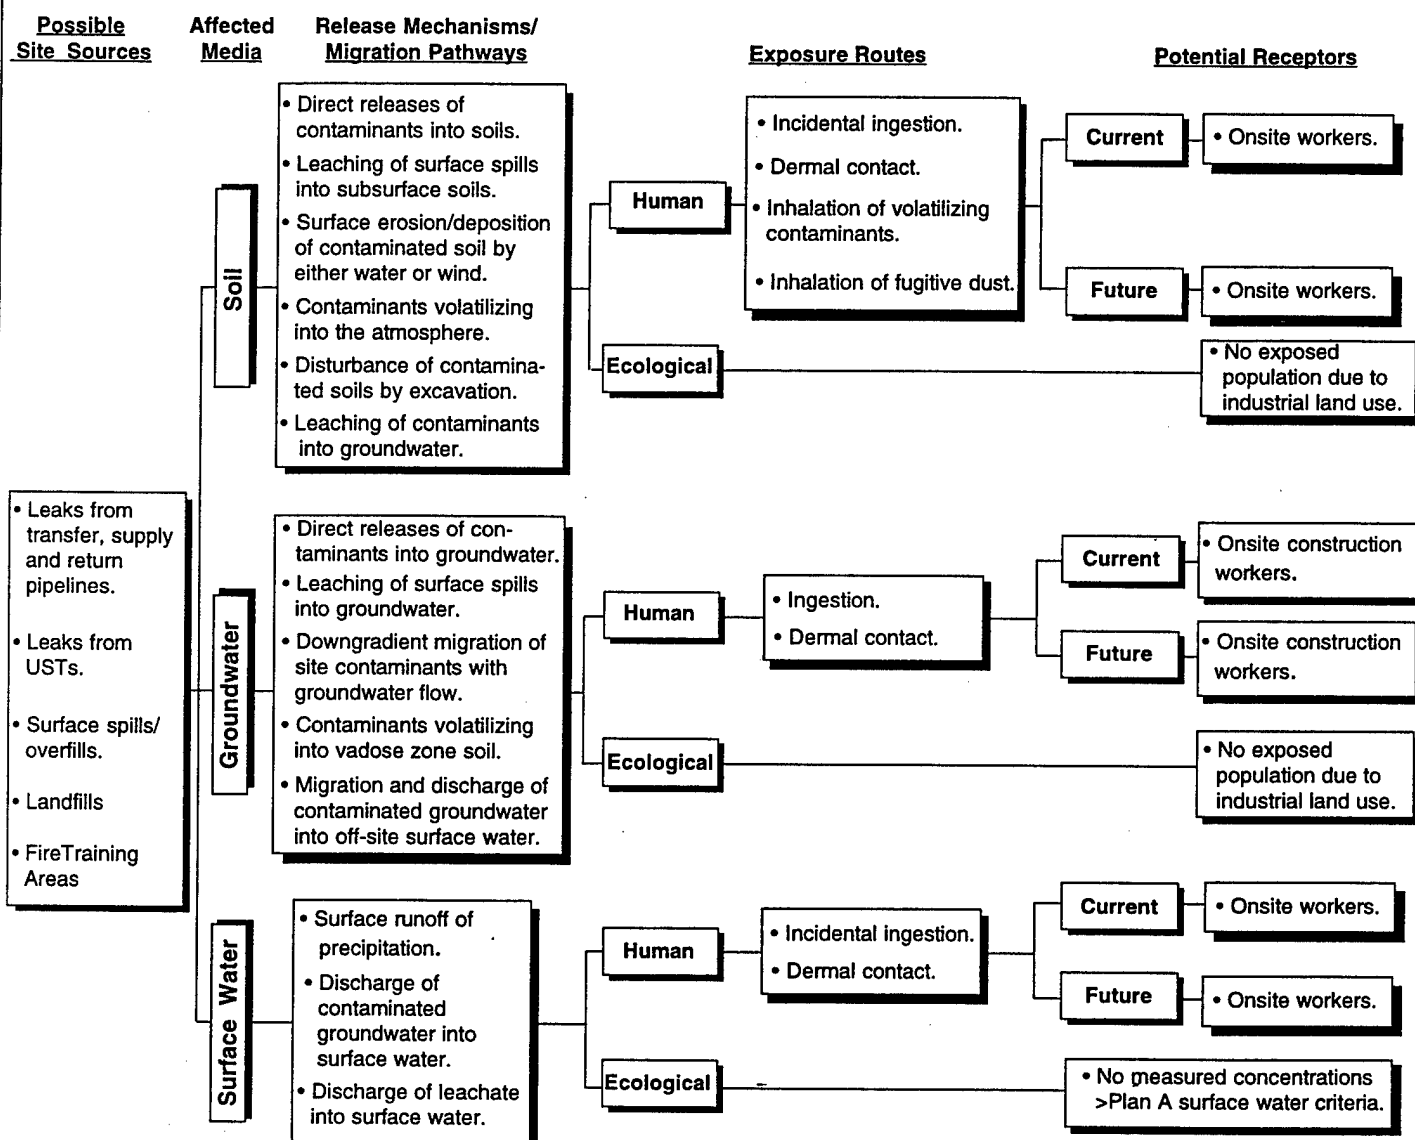 Possible
Site Sources
Affected
Media
Release Mechanisms/
Migration Pathways
Exposure Routes
Potential Receptors
• Leaks from
transfer, supply
and return
pipelines.
• Leaks from
USTs.
• Surface spills/
overfills.
• Landfills
• FireTraining
Areas
Soil
• Direct releases of
contaminants into soils.
• Leaching of surface spills
into subsurface soils.
• Surface erosion/deposition
of contaminated soil by
either water or wind.
• Contaminants volatilizing
into the atmosphere.
• Disturbance of contamina-
ted soils by excavation.
• Leaching of contaminants
into groundwater.
Human
• Incidental ingestion.
• Dermal contact.
• Inhalation of volatilizing
contaminants.
• Inhalation of fugitive dust.
Current
• Onsite workers.
Future
• Onsite workers.
Ecological
• No exposed
population due to
industrial land use.
Groundwater
• Direct releases of con-
taminants into groundwater.
• Leaching of surface spills
into groundwater.
• Downgradient migration of
site contaminants with
groundwater flow.
• Contaminants volatilizing
into vadose zone soil.
• Migration and discharge of
contaminated groundwater
into off-site surface water.
Human
• Ingestion.
• Dermal contact.
Current
• Onsite construction
workers.
Future
• Onsite construction
workers.
Ecological
• No exposed
population due to
industrial land use.
Surface Water
• Surface runoff of
precipitation.
• Discharge of
contaminated
groundwater into
surface water.
• Discharge of leachate
into surface water.
Human
• Incidental ingestion.
• Dermal contact.
Current
• Onsite workers.
Future
• Onsite workers.
Ecological
• No measured concentrations
>Plan A surface water criteria.